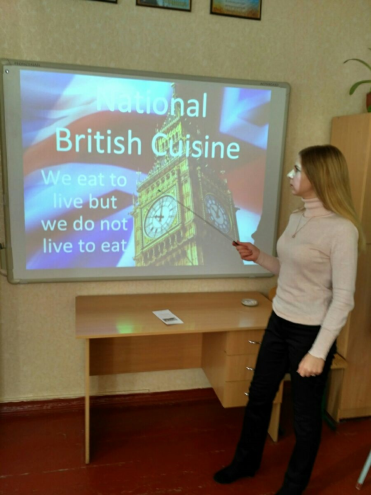 National
British Cuisine
We eat to
live but
we do not
live to eat